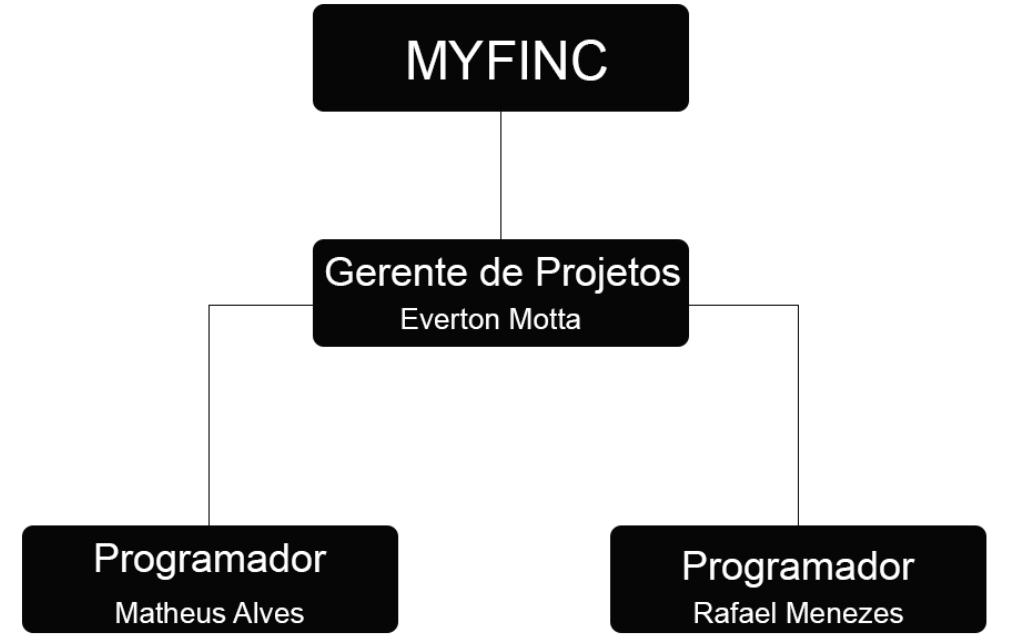 MYFINC
Gerente de Projetos
Everton Motta
Programador
Matheus Alves
Programador
Rafael Menezes